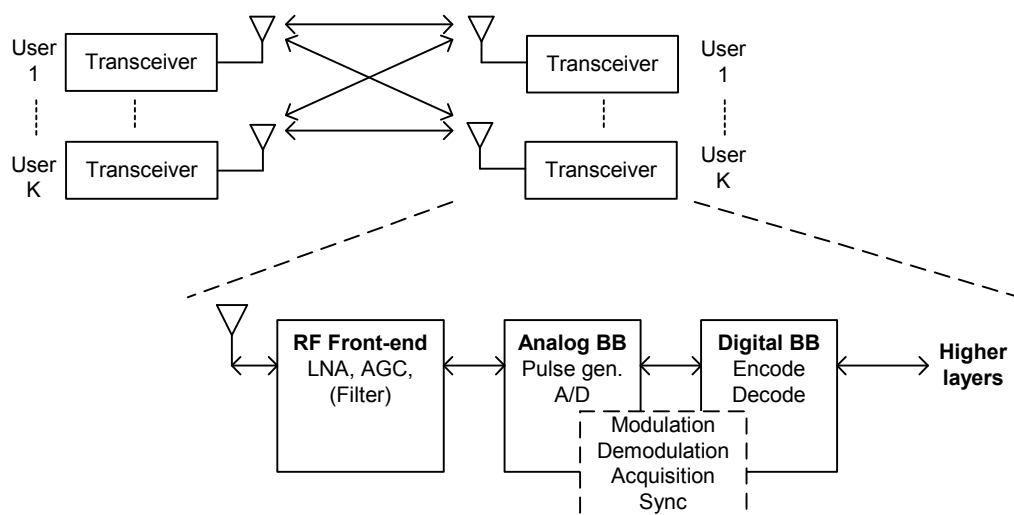 User
1
Transceiver
Transceiver
User
1
User
K
Transceiver
Transceiver
User
K
RF Front-end
LNA, AGC,
(Filter)
Analog BB
Pulse gen.
A/D
Digital BB
Encode
Decode
Modulation
Demodulation
Acquisition
Sync
Higher
layers